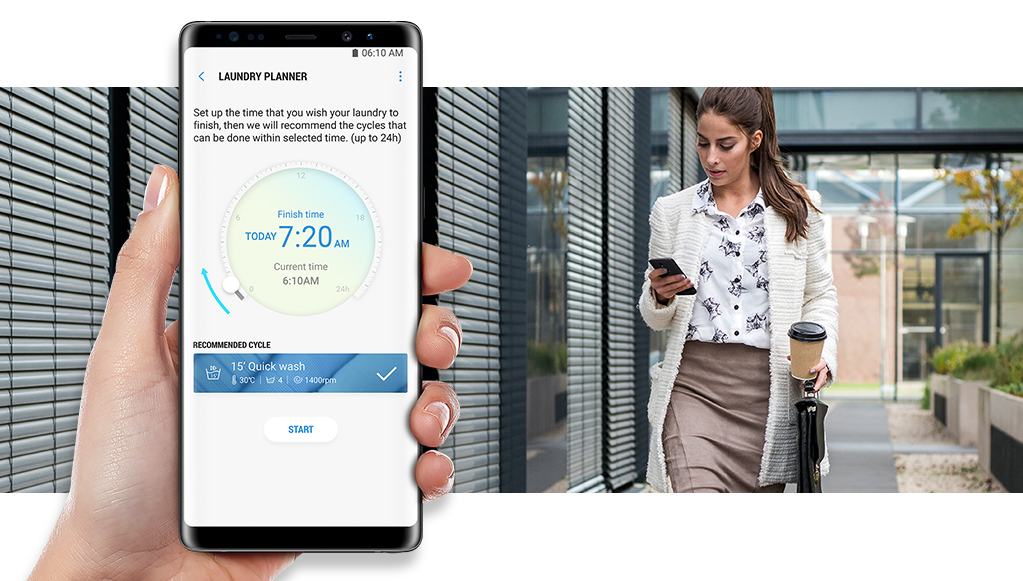 06:10 AM
LAUNDRY PLANNER
Set up the time that you wish your laundry to
finish, then we will recommend the cycles that
can be done within selected time. (up to 24h)
12
6
18
Finish time
TODAY 7:20 AM
Current time
6:10AM
0
24h
RECOMMENDED CYCLE
15' Quick wash
30℃ | 4 | 1400rpm
START